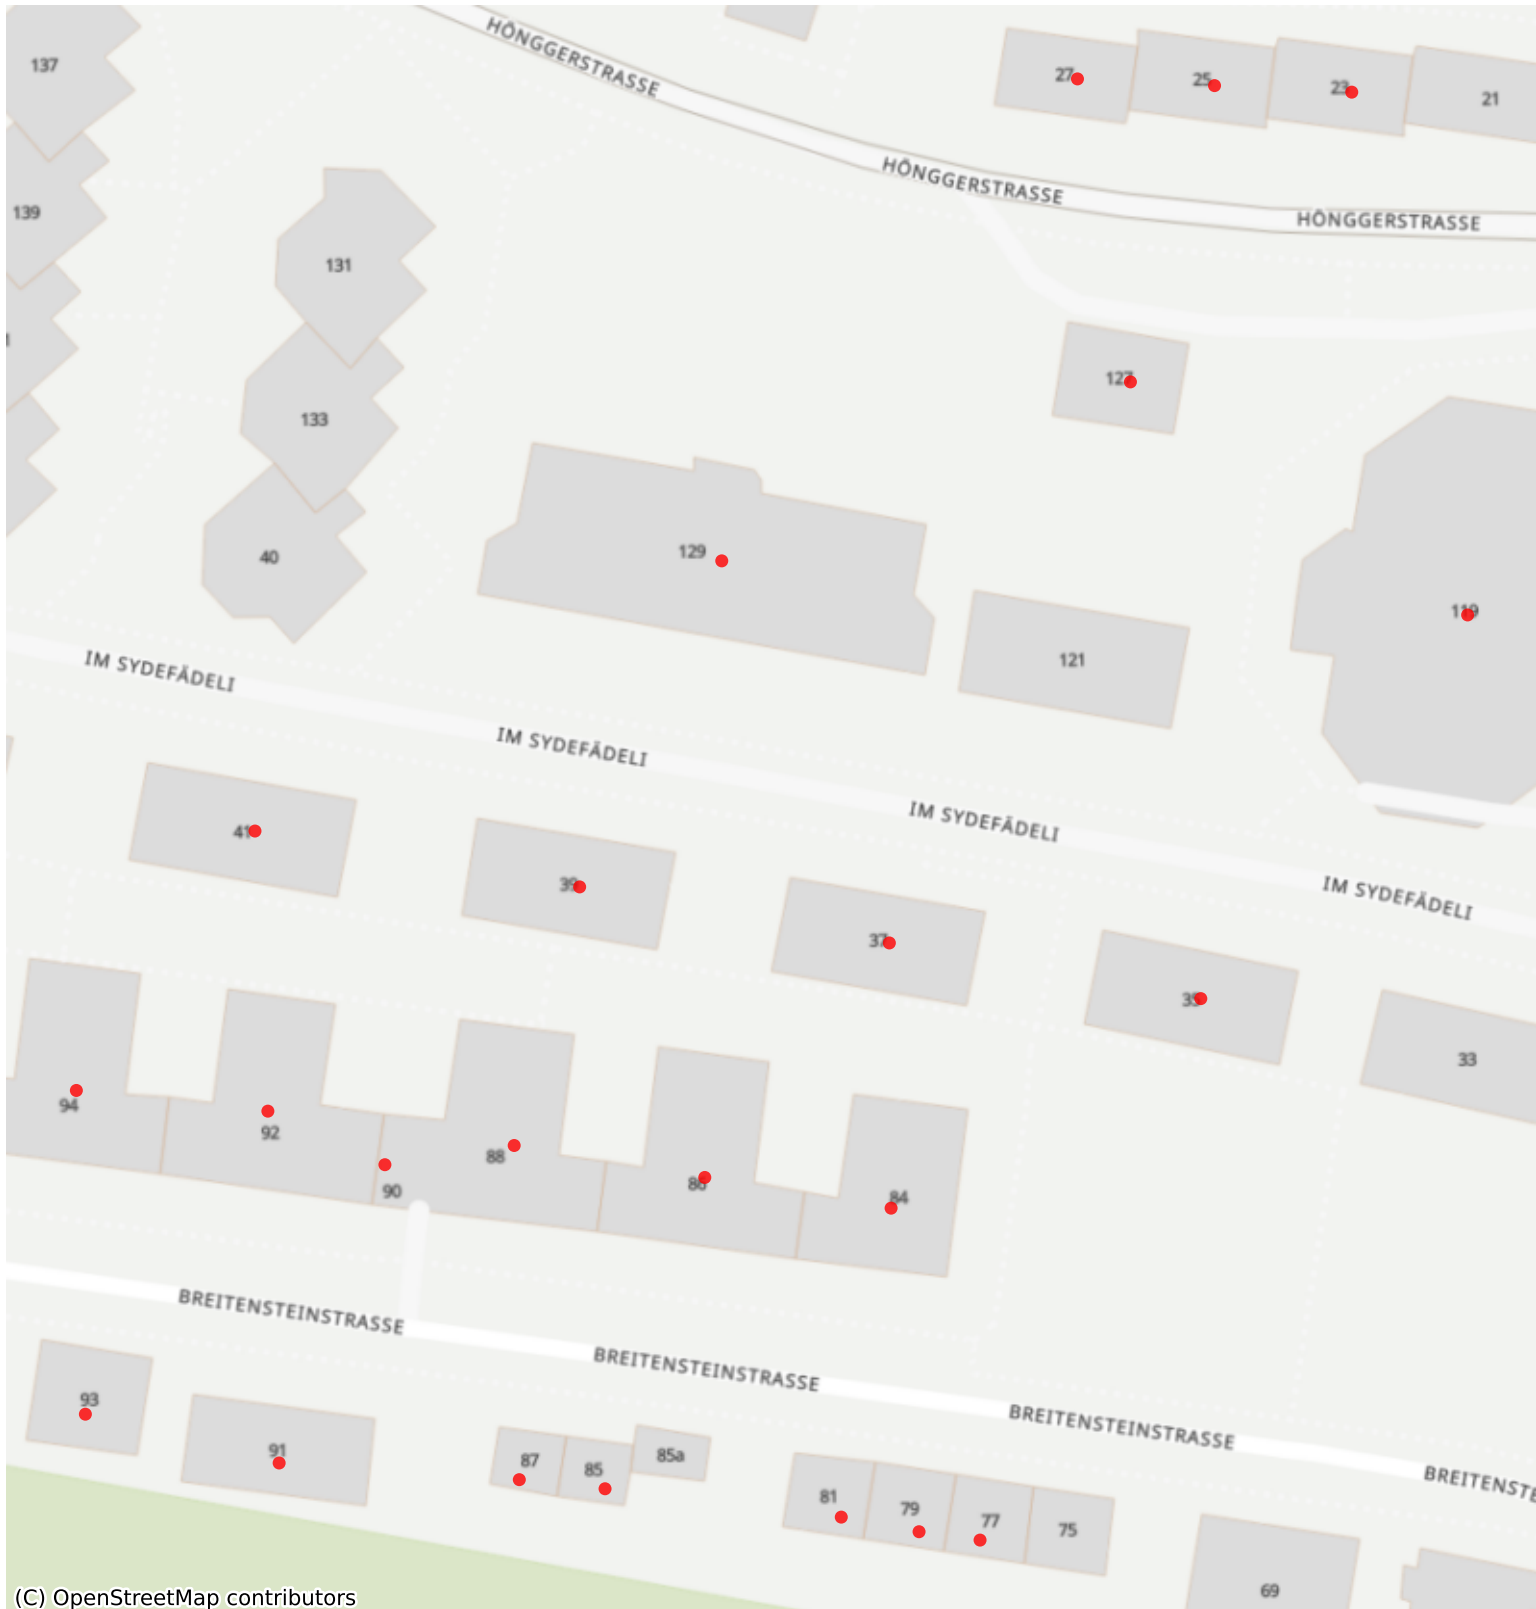 137
HÖNGGERSTRASSE
27
25
23
21
HÖNGGERSTRASSE
139
HÖNGGERSTRASSE
131
127
133
129
40
119
121
IM SYDEFÄDELI
IM SYDEFÄDELI
IM SYDEFÄDELI
41
39
IM SYDEFÄDELI
37
35
33
94
92
88
86
90
84
BREITENSTEINSTRASSE
BREITENSTEINSTRASSE
BREITENSTEINSTRASSE
93
91
87
85
85a
BREITENSTE
81
79
77
75
69
(C) OpenStreetMap contributors